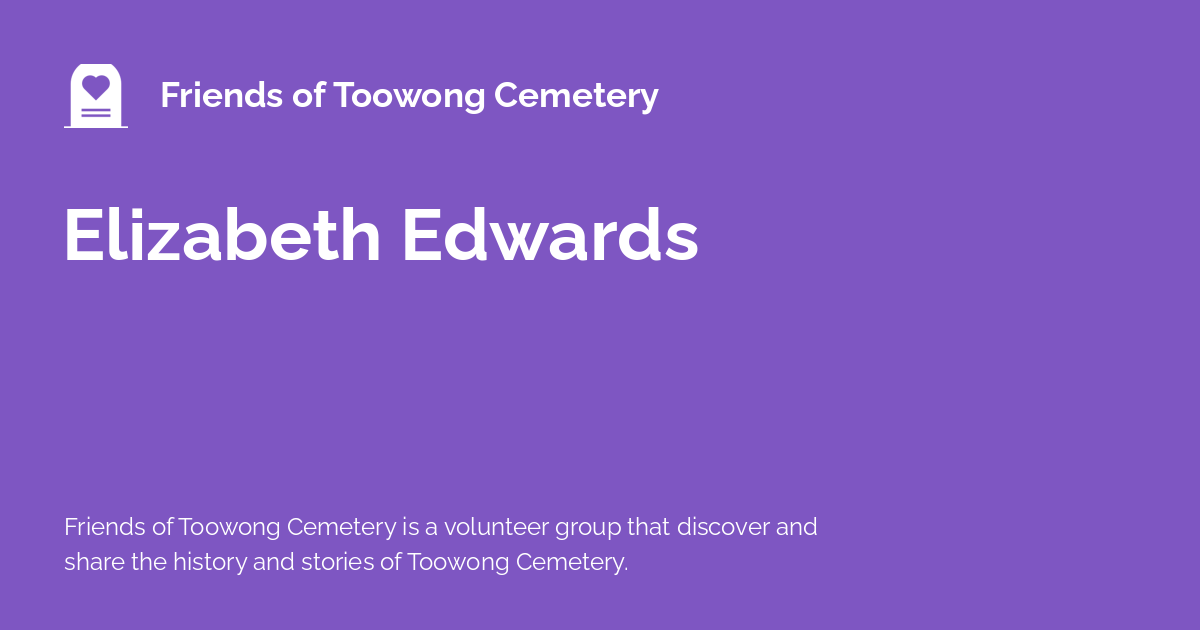 Friends of Toowong Cemetery
Elizabeth Edwards
Friends of Toowong Cemetery is a volunteer group that discover and
share the history and stories of Toowong Cemetery.